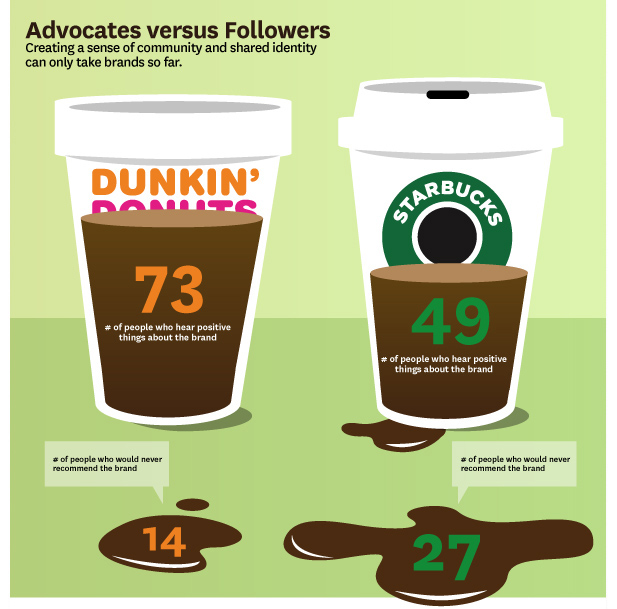 Advocates versus Followers
Creating a sense of community and shared identity
can only take brands so far.
DUNKIN’
DONUTS
STARBUCKS
73
# of people who hear positive
things about the brand
49
# of people who hear positive
things about the brand
# of people who would never
recommend the brand
# of people who would never
recommend the brand
14
27